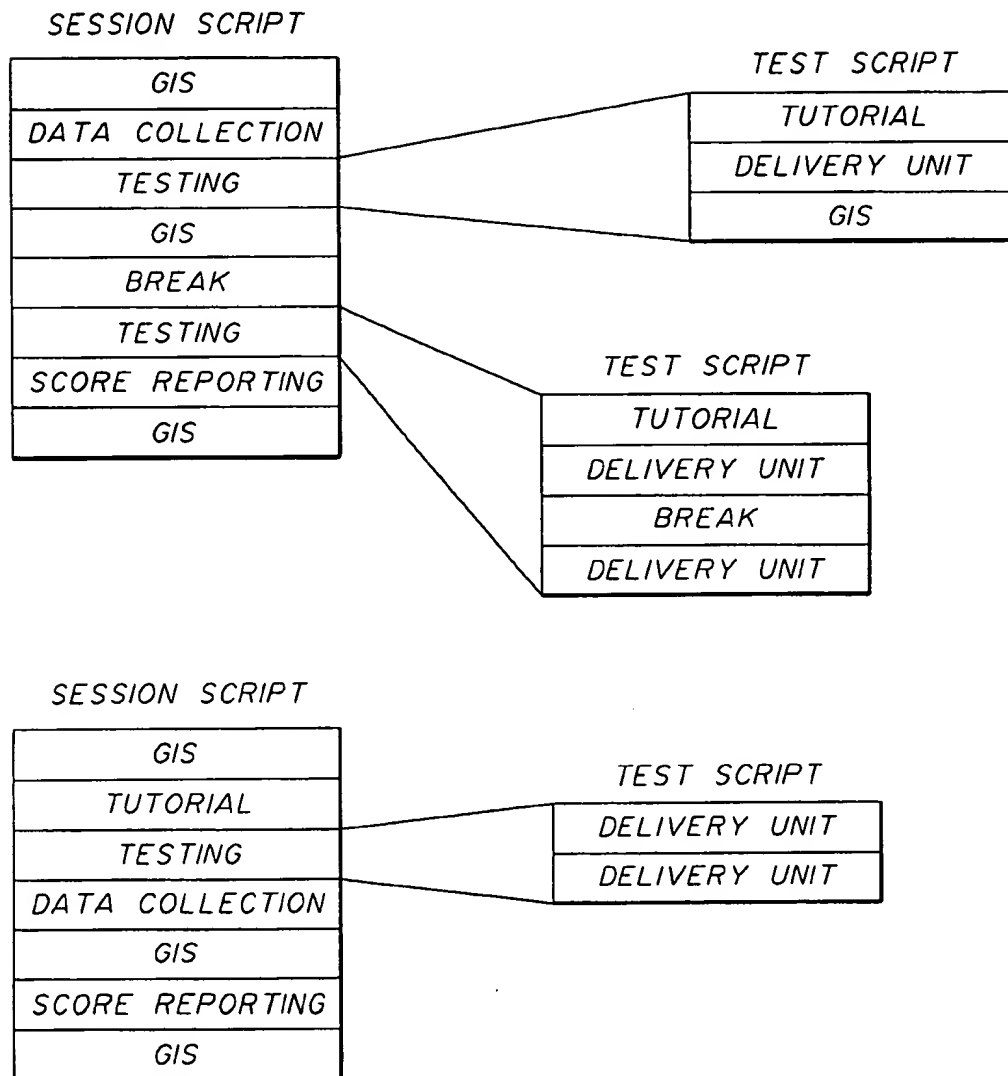 SESSION SCRIPT
GIS
DATA COLLECTION
TESTING
GIS
BREAK
TESTING
SCORE REPORTING
GIS
TEST SCRIPT
TUTORIAL
DELIVERY UNIT
GIS
TEST SCRIPT
TUTORIAL
DELIVERY UNIT
BREAK
DELIVERY UNIT
SESSION SCRIPT
GIS
TUTORIAL
TESTING
DATA COLLECTION
GIS
SCORE REPORTING
GIS
TEST SCRIPT
DELIVERY UNIT
DELIVERY UNIT